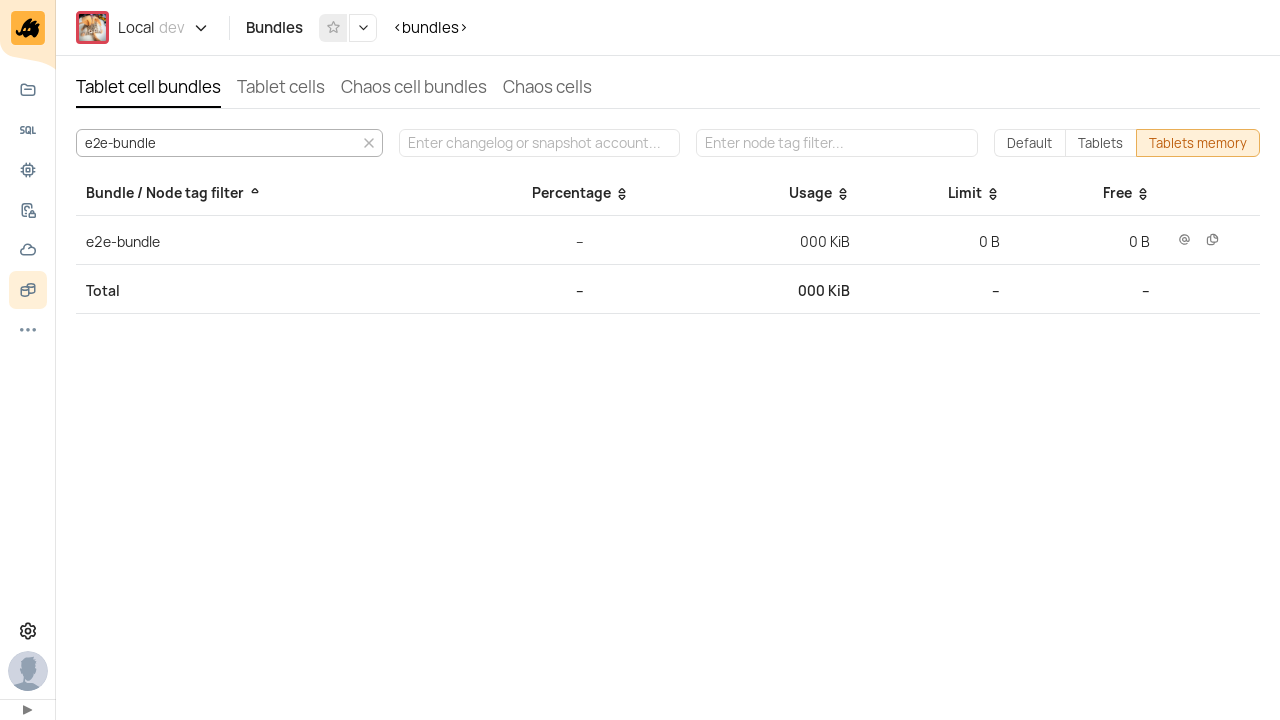 Local dev Bundles <bundles>
Tablet cell bundles Tablet cells Chaos cell bundles Chaos cells
e2e-bundle Enter changelog or snapshot account... Enter node tag filter... Default Tablets Tablets memory
Bundle / Node tag filter Percentage Usage Limit Free
e2e-bundle – 000 KiB 0 B 0 B
Total – 000 KiB – –
SQL